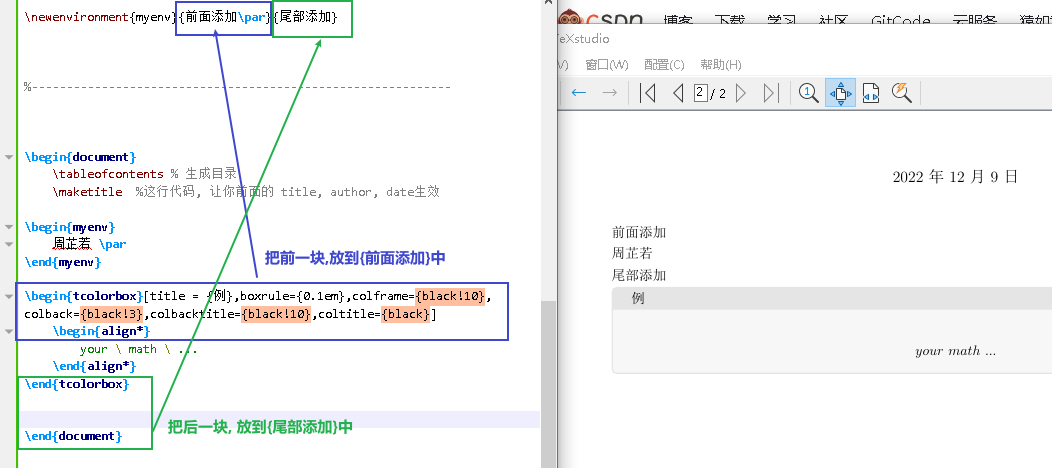 \newenvironment{myenv}{前面添加\par}{尾部添加}
%------------------------------------------------------------
\begin{document}
\tableofcontents % 生成目录
\maketitle %这行代码, 让你前面的 title, author, date生效
\begin{myenv}
周芷若 \par
\end{myenv}
把前一块,放到{前面添加}中
\begin{tcolorbox}[title = {例},boxrule={0.1em},colframe={black!10},
colback={black!3},colbacktitle={black!10},coltitle={black}]
\begin{align*}
your \ math \ ...
\end{align*}
\end{tcolorbox}
把后一块, 放到{尾部添加}中
\end{document}
CSDN 博客 下载 学习 社区 GitCode 云服务
eXstudio
V) 窗口(W) 配置(C) 帮助(H)
2 / 2
2022 年 12 月 9 日
前面添加
周芷若
尾部添加
例
your math ...